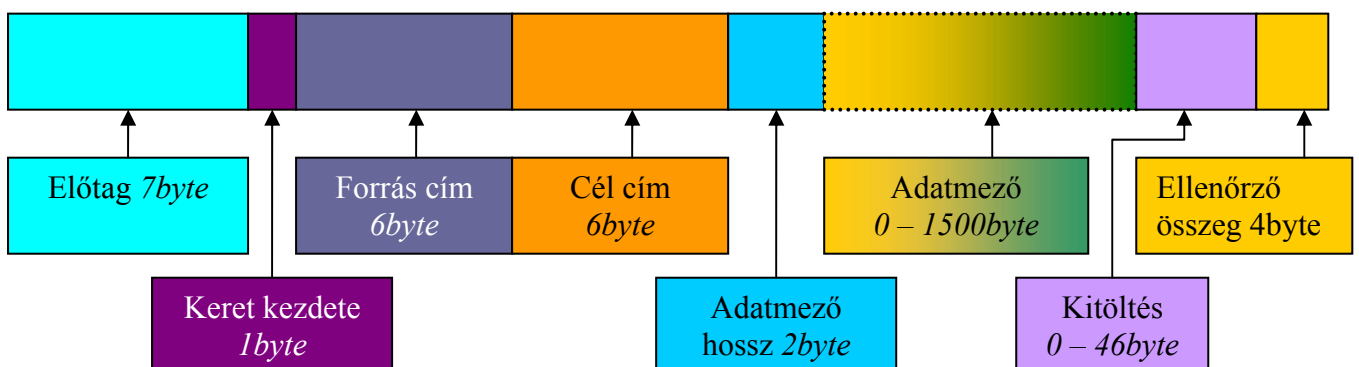 Előtag 7byte
Forrás cím
6byte
Cél cím
6byte
Adatmező
0 – 1500byte
Ellenőrző
összeg 4byte
Keret kezdete
1byte
Adatmező
hossz 2byte
Kitöltés
0 – 46byte